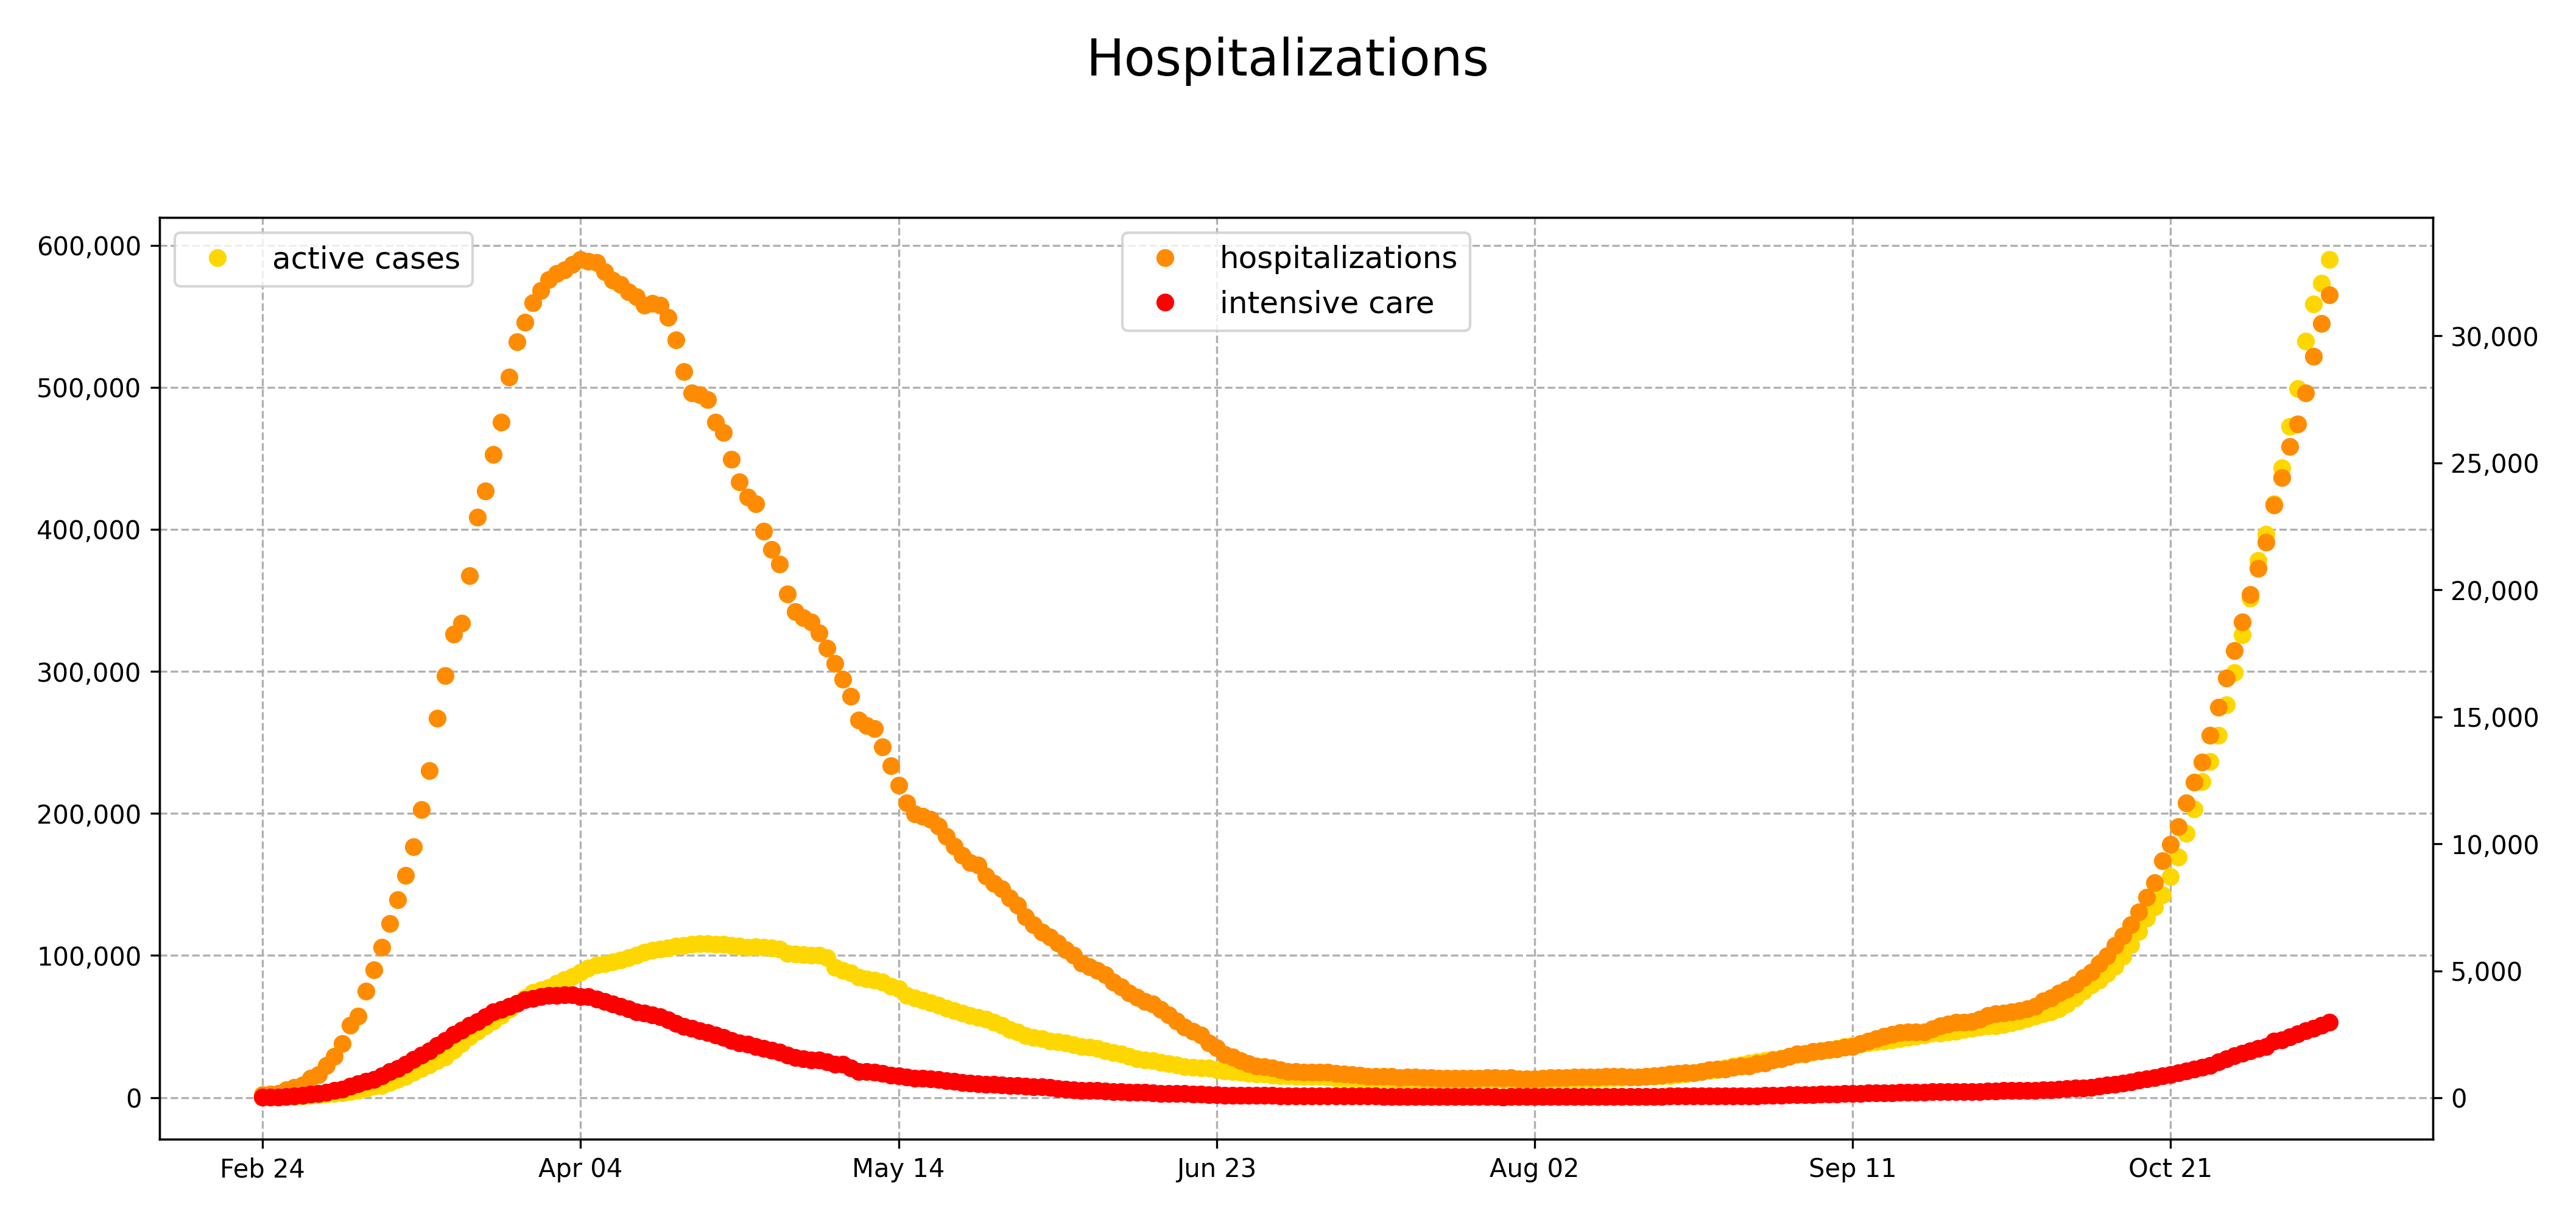 Hospitalizations
active cases
hospitalizations
intensive care
600,000
500,000
400,000
300,000
200,000
100,000
0
30,000
25,000
20,000
15,000
10,000
5,000
0
Feb 24 Apr 04 May 14 Jun 23 Aug 02 Sep 11 Oct 21